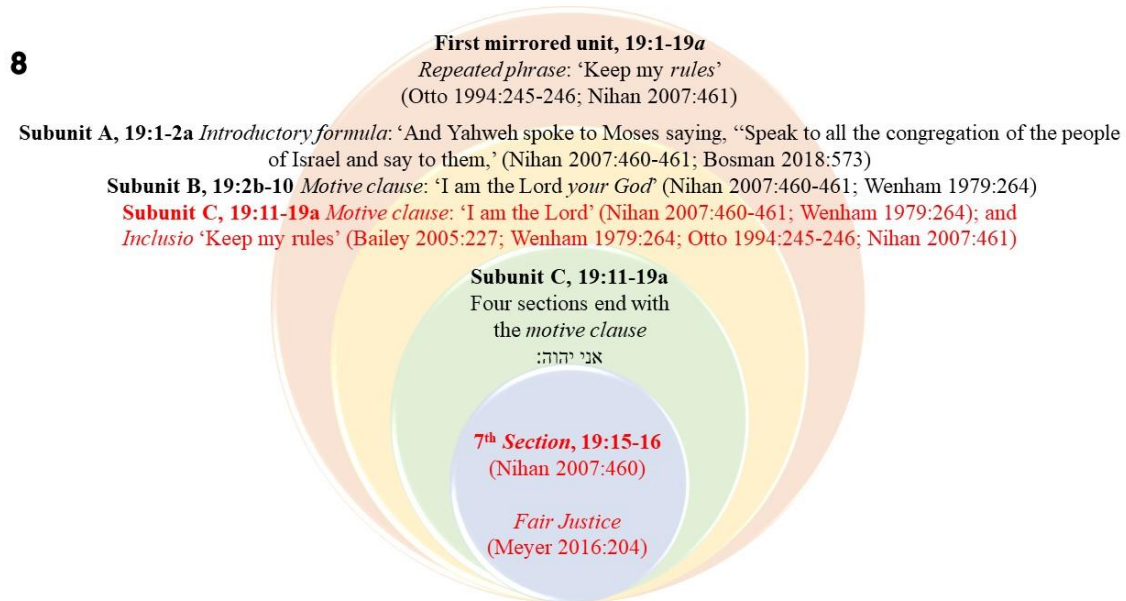 8
First mirrored unit, 19:1-19a
Repeated phrase: ‘Keep my rules’
(Otto 1994:245-246; Nihan 2007:461)
Subunit A, 19:1-2a Introductory formula: ‘And Yahweh spoke to Moses saying, “Speak to all the congregation of the people
of Israel and say to them,’ (Nihan 2007:460-461; Bosman 2018:573)
Subunit B, 19:2b-10 Motive clause: ‘I am the Lord your God’ (Nihan 2007:460-461; Wenham 1979:264)
Subunit C, 19:11-19a Motive clause: ‘I am the Lord’ (Nihan 2007:460-461; Wenham 1979:264); and
Inclusio ‘Keep my rules’ (Bailey 2005:227; Wenham 1979:264; Otto 1994:245-246; Nihan 2007:461)
Subunit C, 19:11-19a
Four sections end with
the motive clause
אני יהוה:
7th Section, 19:15-16
(Nihan 2007:460)
Fair Justice
(Meyer 2016:204)